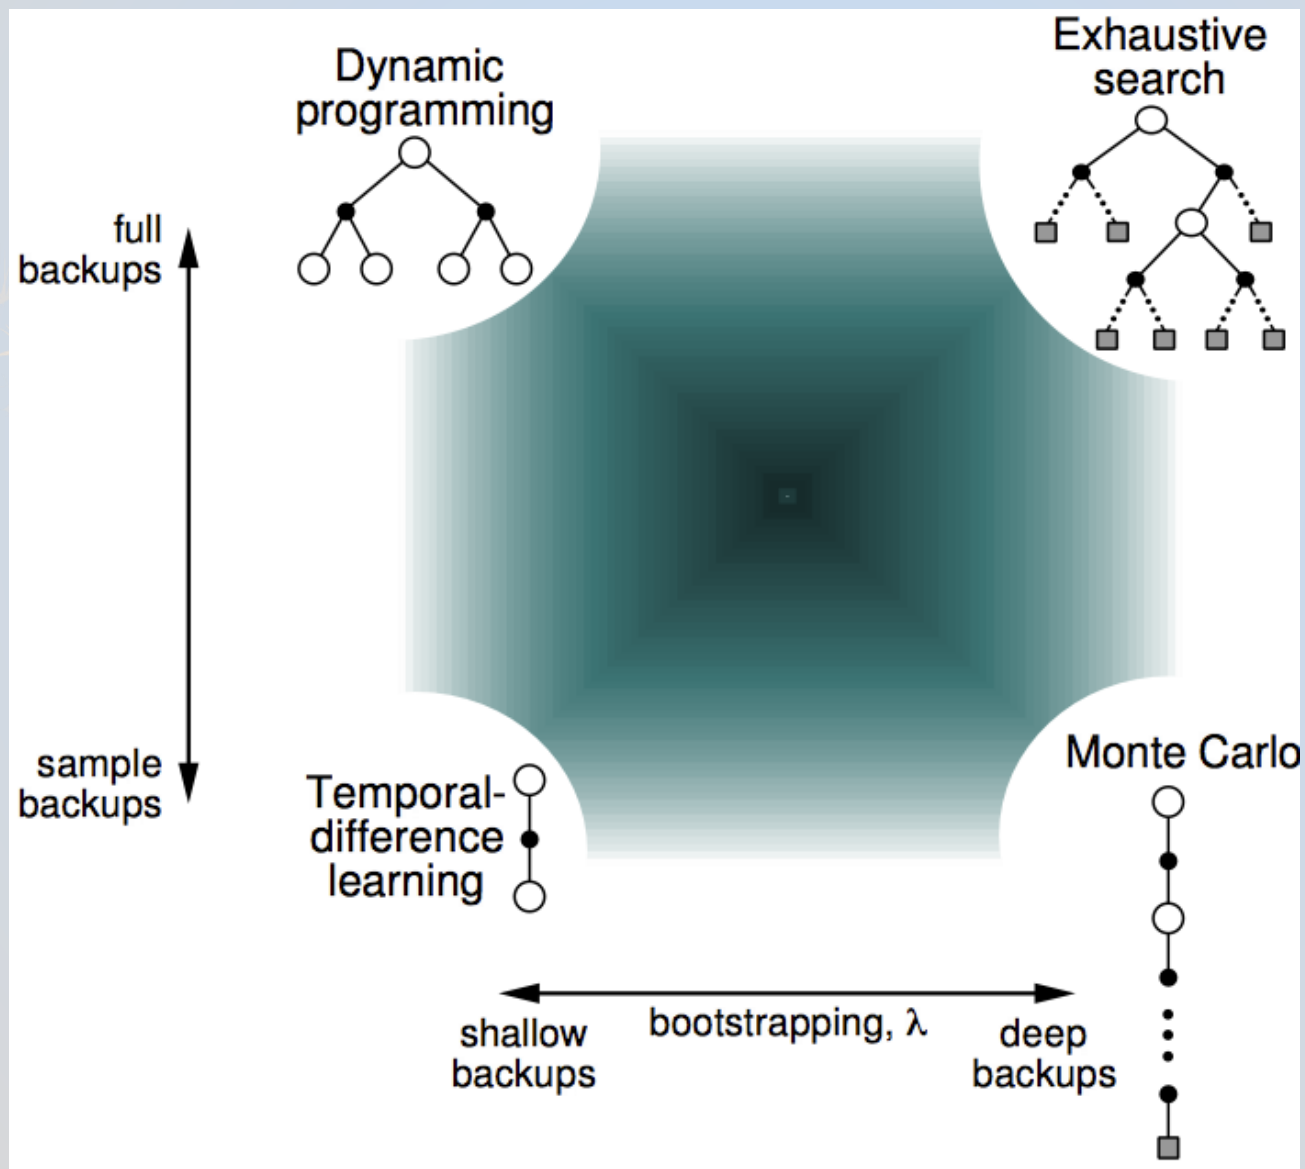 Dynamic
programming
Exhaustive
search
full
backups
sample
backups
Temporal-
difference
learning
Monte Carlo
bootstrapping, λ
shallow
backups
deep
backups